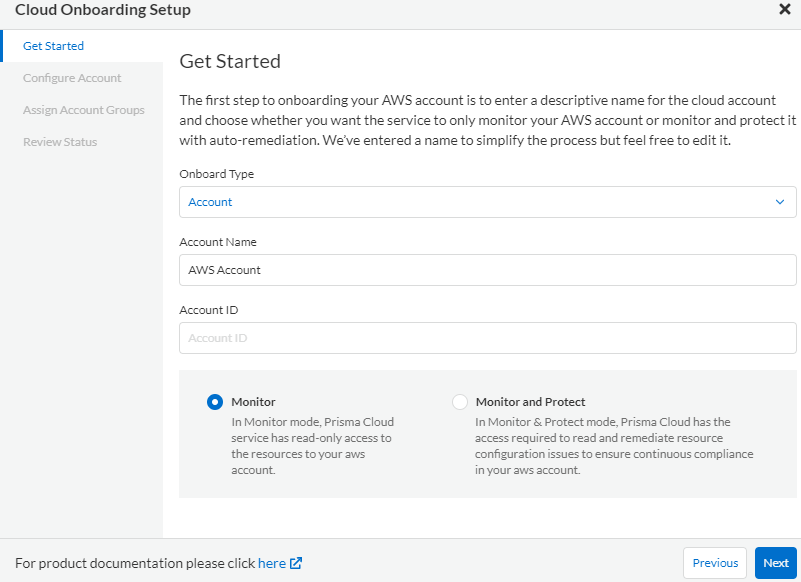 Cloud Onboarding Setup
Get Started
Configure Account
Assign Account Groups
Review Status
Get Started
The first step to onboarding your AWS account is to enter a descriptive name for the cloud account
and choose whether you want the service to only monitor your AWS account or monitor and protect it
with auto-remediation. We've entered a name to simplify the process but feel free to edit it.
Onboard Type
Account
Account Name
AWS Account
Account ID
Account ID
Monitor
In Monitor mode, Prisma Cloud
service has read-only access to
the resources to your aws
account.
Monitor and Protect
In Monitor & Protect mode, Prisma Cloud has the
access required to read and remediate resource
configuration issues to ensure continuous compliance
in your aws account.
For product documentation please click here
Previous
Next